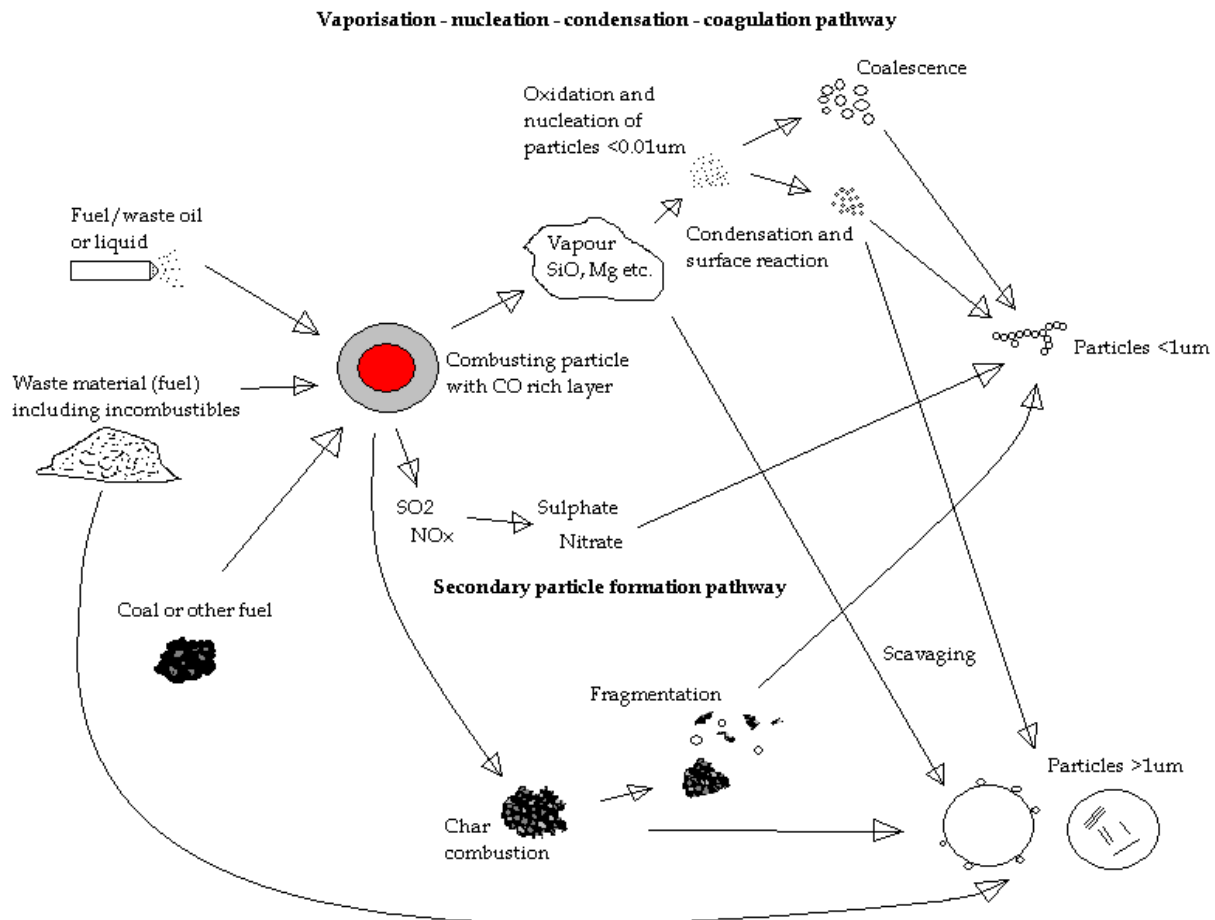 Vaporisation - nucleation - condensation - coagulation pathway
Coalescence
Oxidation and
nucleation of
particles <0.01um
Fuel/waste oil
or liquid
Vapour
SiO, Mg etc.
Condensation and
surface reaction
Particles <1um
Combusting particle
with CO rich layer
Waste material (fuel)
including incombustibles
SO2
NOx
Sulphate
Nitrate
Secondary particle formation pathway
Coal or other fuel
Scavaging
Fragmentation
Particles >1um
Char
combustion